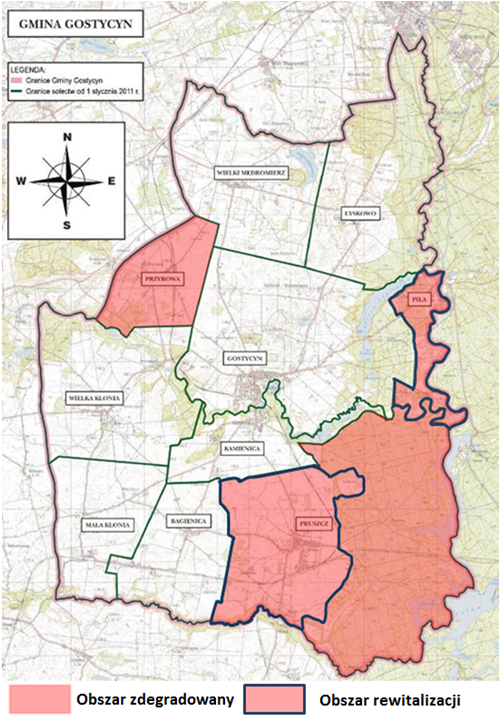 GMINA GOSTYCYN
LEGENDA:
Granice Gminy Gostycyn
Granice sołectw od 1 stycznia 2011 r.
N
W
E
S
WIELKI MĘDROMIERZ
ŁYSKOWO
PRZYROWA
PIŁA
GOSTYCYN
WIELKA KLONIA
KAMIENICA
MAŁA KLONIA
BAGIENICA
PRUSZCZ
Obszar zdegradowany
Obszar rewitalizacji